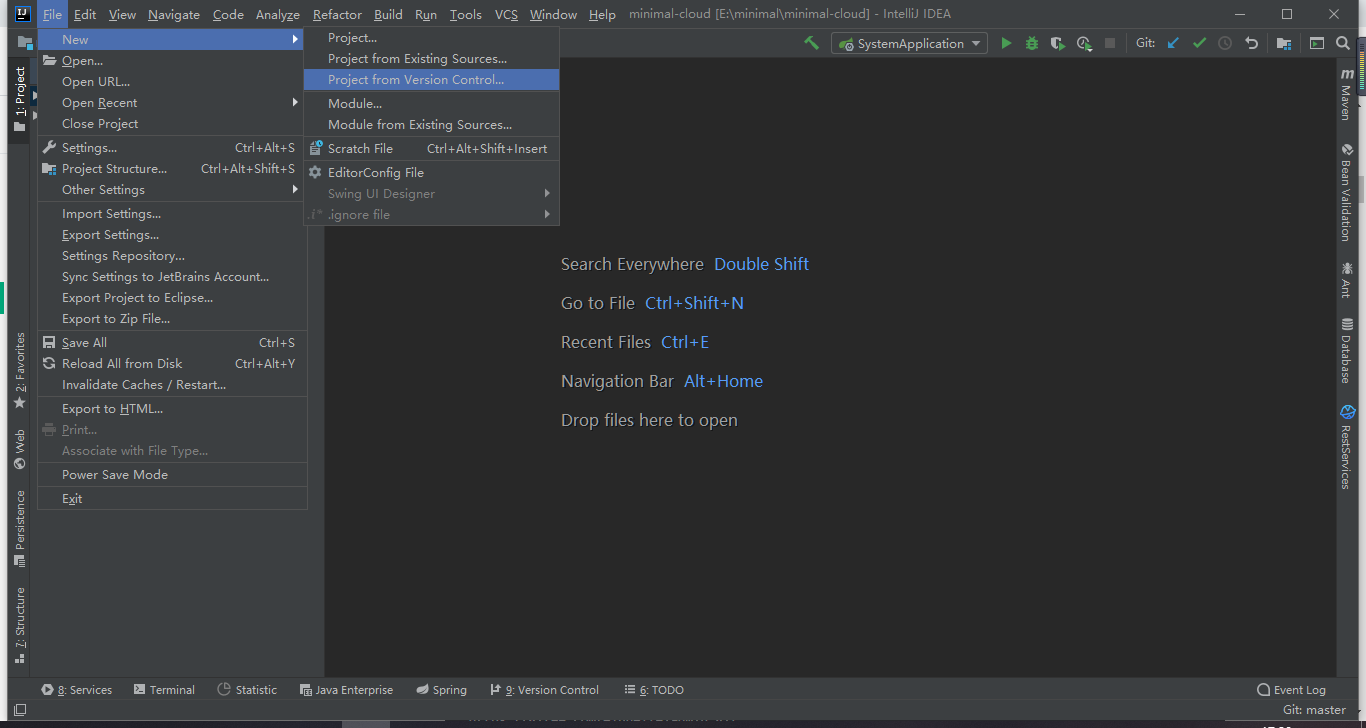 File Edit View Navigate Code Analyze Refactor Build Run Tools VCS Window Help minimal-cloud [E:\minimal\minimal-cloud] - IntelliJ IDEA
SystemApplication Git:
New
Open...
Open URL...
Open Recent
Close Project
Settings... Ctrl+Alt+S
Project Structure... Ctrl+Alt+Shift+S
Other Settings
Import Settings...
Export Settings...
Settings Repository...
Sync Settings to JetBrains Account...
Export Project to Eclipse...
Export to Zip File...
Save All Ctrl+S
Reload All from Disk Ctrl+Alt+Y
Invalidate Caches / Restart...
Export to HTML...
Print...
Associate with File Type...
Power Save Mode
Exit
Project...
Project from Existing Sources...
Project from Version Control...
Module...
Module from Existing Sources...
Scratch File Ctrl+Alt+Shift+Insert
EditorConfig File
Swing UI Designer
.i* .ignore file
Search Everywhere Double Shift
Go to File Ctrl+Shift+N
Recent Files Ctrl+E
Navigation Bar Alt+Home
Drop files here to open
1: Project
2: Favorites
Web
Persistence
7: Structure
m Maven
Bean Validation
Ant
Database
RestServices
8: Services Terminal Statistic Java Enterprise Spring 9: Version Control 6: TODO Event Log
Git: master